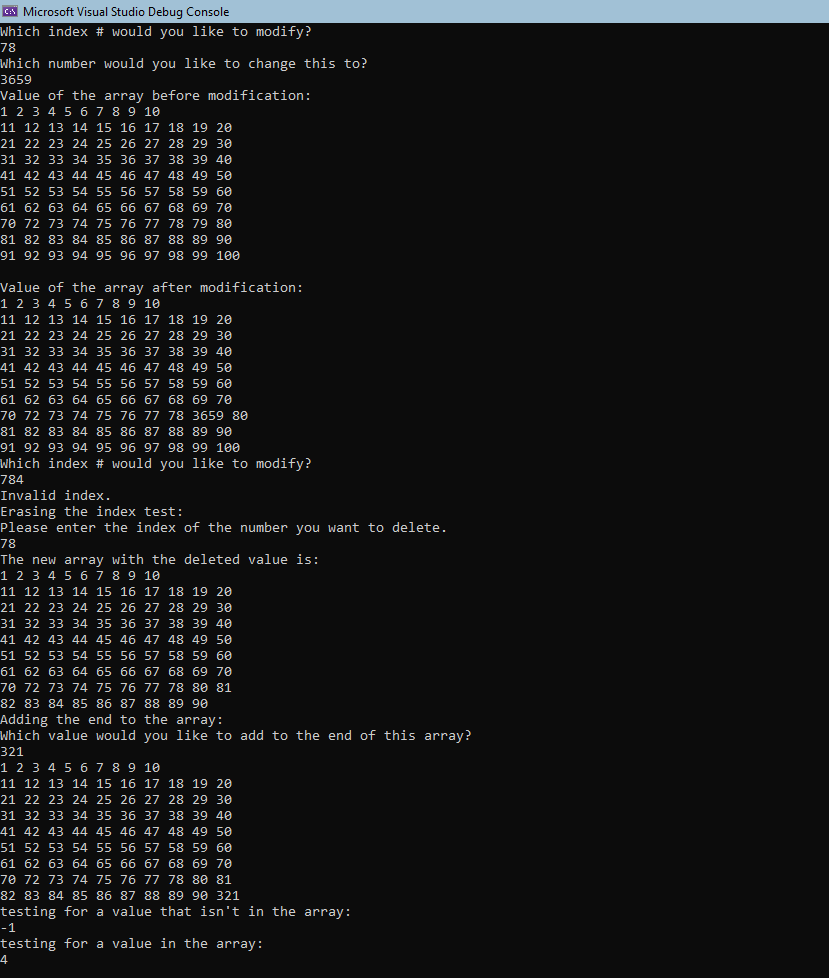 Microsoft Visual Studio Debug Console
Which index # would you like to modify?
78
Which number would you like to change this to?
3659
Value of the array before modification:
1 2 3 4 5 6 7 8 9 10
11 12 13 14 15 16 17 18 19 20
21 22 23 24 25 26 27 28 29 30
31 32 33 34 35 36 37 38 39 40
41 42 43 44 45 46 47 48 49 50
51 52 53 54 55 56 57 58 59 60
61 62 63 64 65 66 67 68 69 70
70 72 73 74 75 76 77 78 79 80
81 82 83 84 85 86 87 88 89 90
91 92 93 94 95 96 97 98 99 100
Value of the array after modification:
1 2 3 4 5 6 7 8 9 10
11 12 13 14 15 16 17 18 19 20
21 22 23 24 25 26 27 28 29 30
31 32 33 34 35 36 37 38 39 40
41 42 43 44 45 46 47 48 49 50
51 52 53 54 55 56 57 58 59 60
61 62 63 64 65 66 67 68 69 70
70 72 73 74 75 76 77 78 3659 80
81 82 83 84 85 86 87 88 89 90
91 92 93 94 95 96 97 98 99 100
Which index # would you like to modify?
784
Invalid index.
Erasing the index test:
Please enter the index of the number you want to delete.
78
The new array with the deleted value is:
1 2 3 4 5 6 7 8 9 10
11 12 13 14 15 16 17 18 19 20
21 22 23 24 25 26 27 28 29 30
31 32 33 34 35 36 37 38 39 40
41 42 43 44 45 46 47 48 49 50
51 52 53 54 55 56 57 58 59 60
61 62 63 64 65 66 67 68 69 70
70 72 73 74 75 76 77 78 80 81
82 83 84 85 86 87 88 89 90
Adding the end to the array:
Which value would you like to add to the end of this array?
321
1 2 3 4 5 6 7 8 9 10
11 12 13 14 15 16 17 18 19 20
21 22 23 24 25 26 27 28 29 30
31 32 33 34 35 36 37 38 39 40
41 42 43 44 45 46 47 48 49 50
51 52 53 54 55 56 57 58 59 60
61 62 63 64 65 66 67 68 69 70
70 72 73 74 75 76 77 78 80 81
82 83 84 85 86 87 88 89 90 321
testing for a value that isn't in the array:
-1
testing for a value in the array:
4